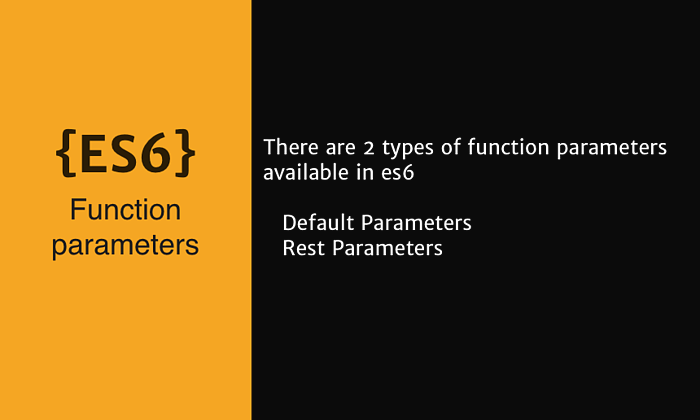 {ES6}
Function
parameters
There are 2 types of function parameters
available in es6
Default Parameters
Rest Parameters